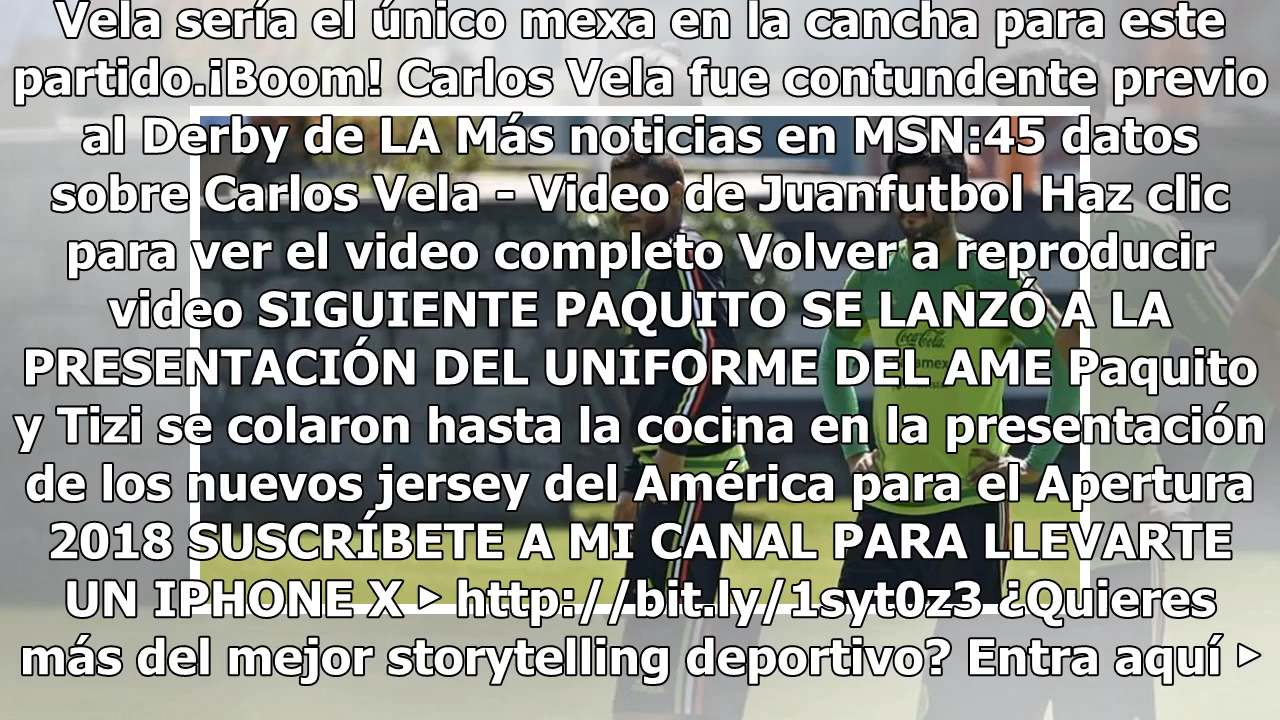 Vela sería el único mexa en la cancha para este
partido.¡Boom! Carlos Vela fue contundente previo
al Derby de LA Más noticias en MSN:45 datos
sobre Carlos Vela - Video de Juanfutbol Haz clic
para ver el video completo Volver a reproducir
video SIGUIENTE PAQUITO SE LANZÓ A LA
PRESENTACIÓN DEL UNIFORME DEL AME Paquito
y Tizi se colaron hasta la cocina en la presentación
de los nuevos jersey del América para el Apertura
2018 SUSCRÍBETE A MI CANAL PARA LLEVARTE
UN IPHONE X ▶ http://bit.ly/1syt0z3 ¿Quieres
más del mejor storytelling deportivo? Entra aquí ▶
Coca-Cola